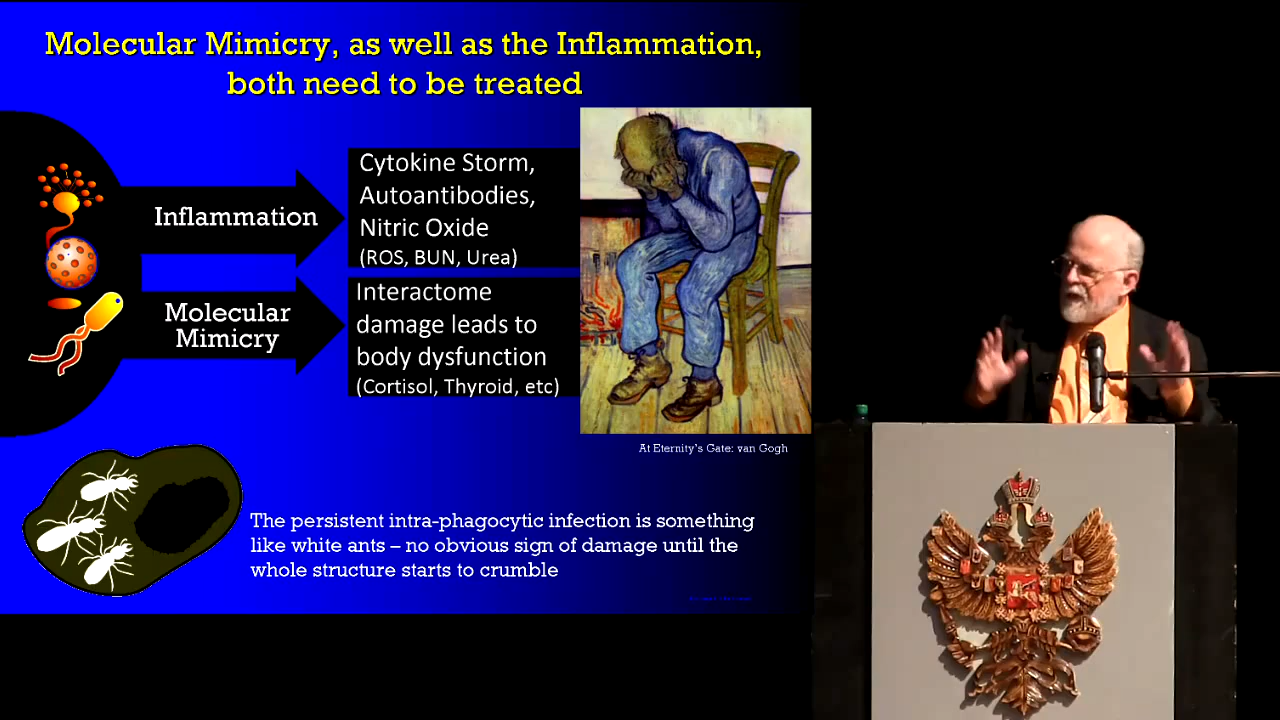 Molecular Mimicry, as well as the Inflammation,
both need to be treated
Inflammation
Cytokine Storm,
Autoantibodies,
Nitric Oxide
(ROS, BUN, Urea)
Molecular
Mimicry
Interactome
damage leads to
body dysfunction
(Cortisol, Thyroid, etc)
At Eternity's Gate: van Gogh
The persistent intra-phagocytic infection is something
like white ants – no obvious sign of damage until the
whole structure starts to crumble